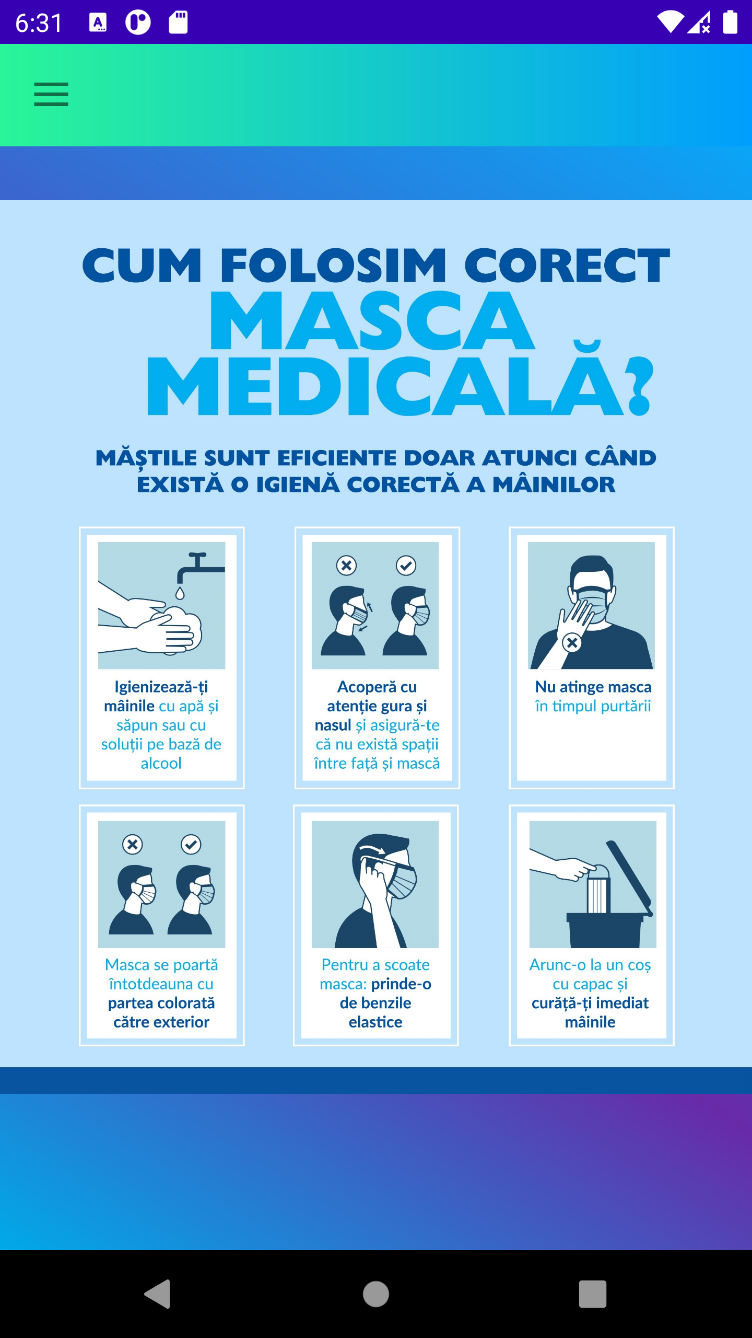 6:31
CUM FOLOSIM CORECT
MASCA
MEDICALĂ?
MĂȘTILE SUNT EFICIENTE DOAR ATUNCI CÂND
EXISTĂ O IGIENĂ CORECTĂ A MÂINILOR
Igienizează-ți
mâinile cu apă și
săpun sau cu
soluții pe bază de
alcool
Acoperă cu
atenție gura și
nasul și asigură-te
că nu există spații
între față și mască
Nu atinge masca
în timpul purtării
Masca se poartă
întotdeauna cu
partea colorată
către exterior
Pentru a scoate
masca: prinde-o
de benzile
elastice
Arunc-o la un coș
cu capac și
curăță-ți imediat
mâinile